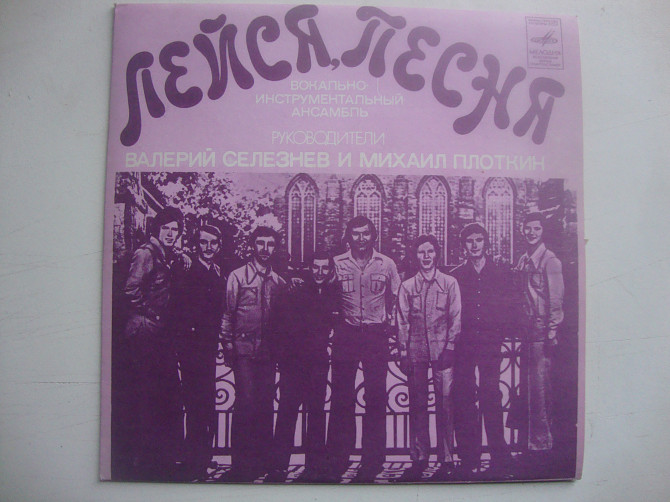 ЛЕЙСЯ, ПЕСНЯ
ВОКАЛЬНО-
ИНСТРУМЕНТАЛЬНЫЙ
АНСАМБЛЬ
РУКОВОДИТЕЛИ
ВАЛЕРИЙ СЕЛЕЗНЕВ И МИХАИЛ ПЛОТКИН